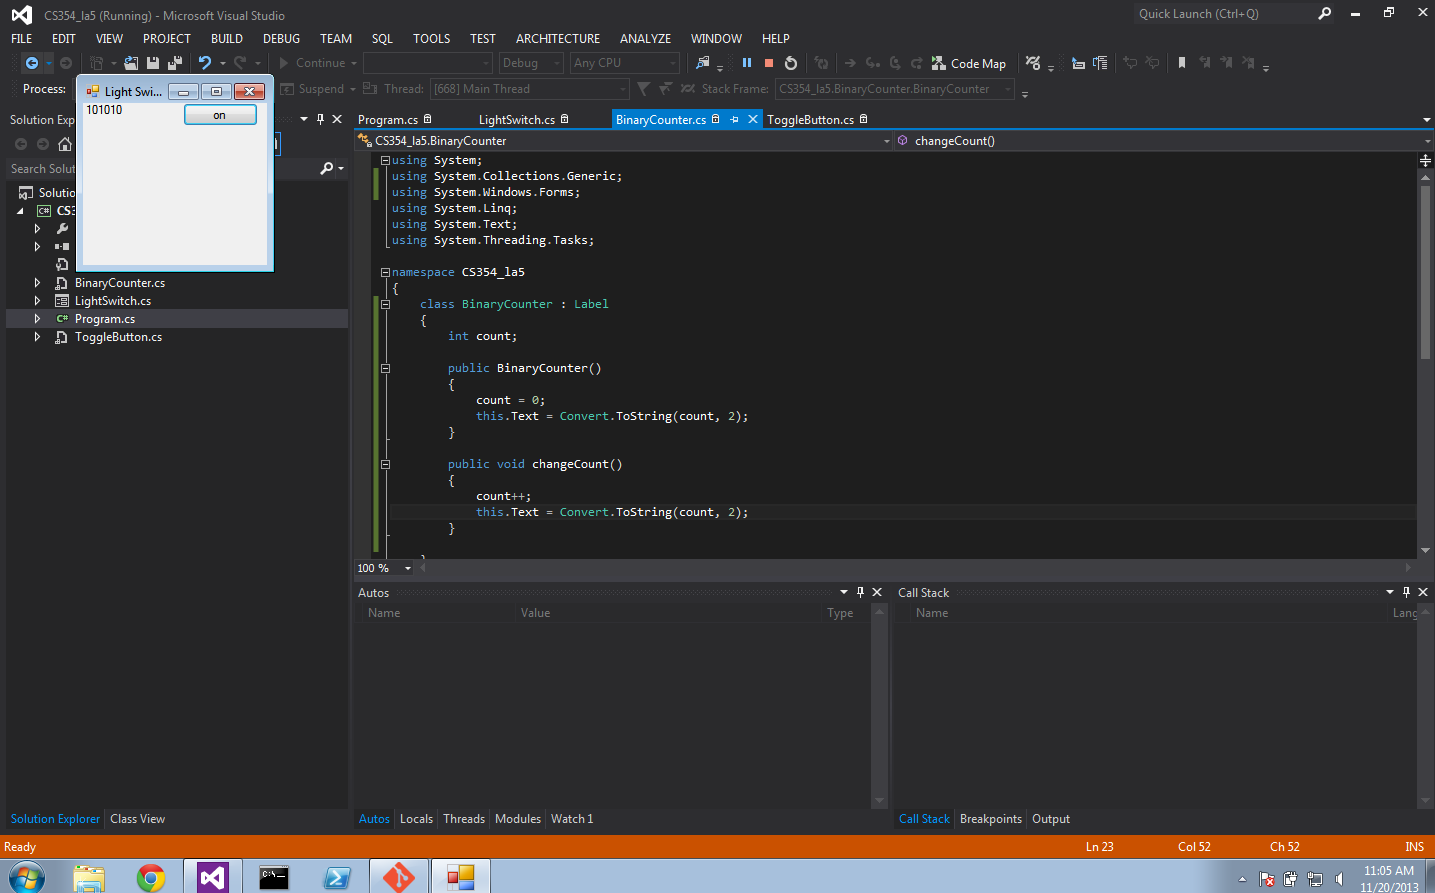 CS354_la5 (Running) - Microsoft Visual Studio
Quick Launch (Ctrl+Q)
FILE EDIT VIEW PROJECT BUILD DEBUG TEAM SQL TOOLS TEST ARCHITECTURE ANALYZE WINDOW HELP
Continue Debug Any CPU Code Map
Process: Suspend Thread: [668] Main Thread Stack Frame: CS354_la5.BinaryCounter.BinaryCounter
Light Swi...
101010 on
Solution Exp
Search Solut
Solutio
CS3
BinaryCounter.cs
LightSwitch.cs
Program.cs
ToggleButton.cs
Program.cs LightSwitch.cs BinaryCounter.cs ToggleButton.cs
CS354_la5.BinaryCounter changeCount()
using System;
using System.Collections.Generic;
using System.Windows.Forms;
using System.Linq;
using System.Text;
using System.Threading.Tasks;
namespace CS354_la5
{
class BinaryCounter : Label
{
int count;
public BinaryCounter()
{
count = 0;
this.Text = Convert.ToString(count, 2);
}
public void changeCount()
{
count++;
this.Text = Convert.ToString(count, 2);
}
}
100 %
Autos
Name Value Type
Call Stack
Name Lang
Solution Explorer Class View
Autos Locals Threads Modules Watch 1
Call Stack Breakpoints Output
Ready Ln 23 Col 52 Ch 52 INS
11:05 AM
11/20/2013